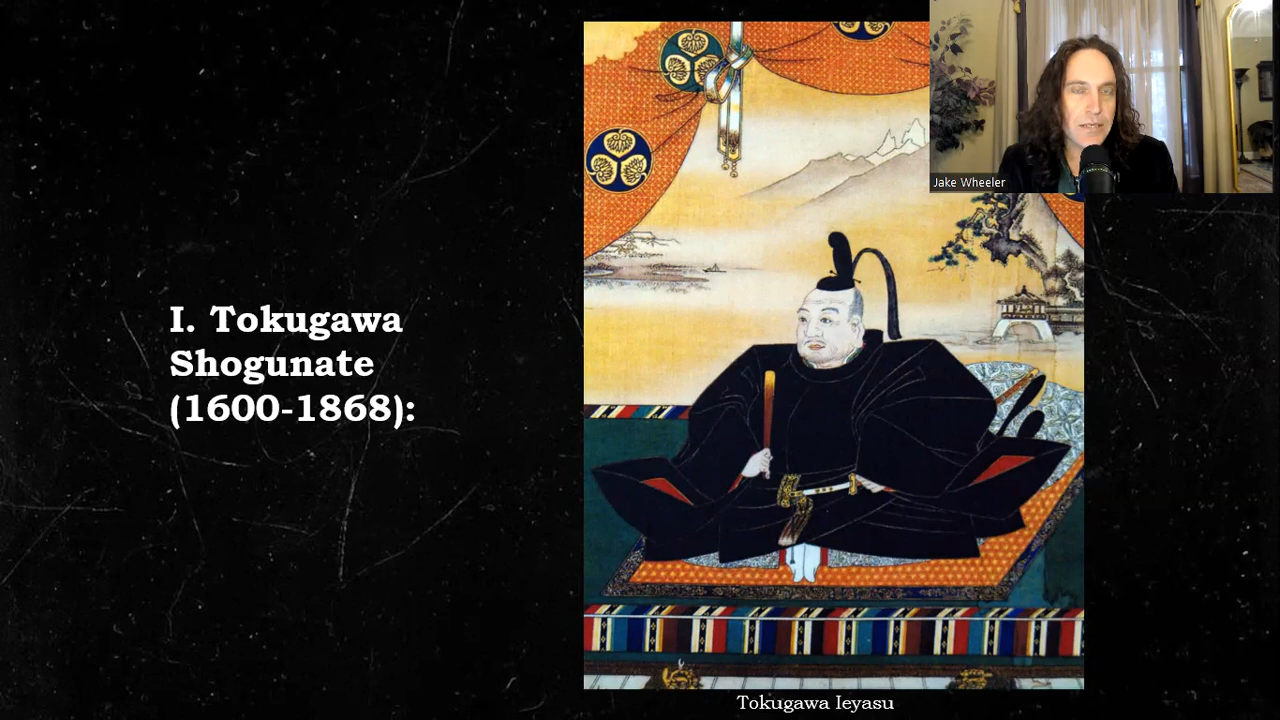 Jake Wheeler
I. Tokugawa
Shogunate
(1600-1868):
Tokugawa Ieyasu